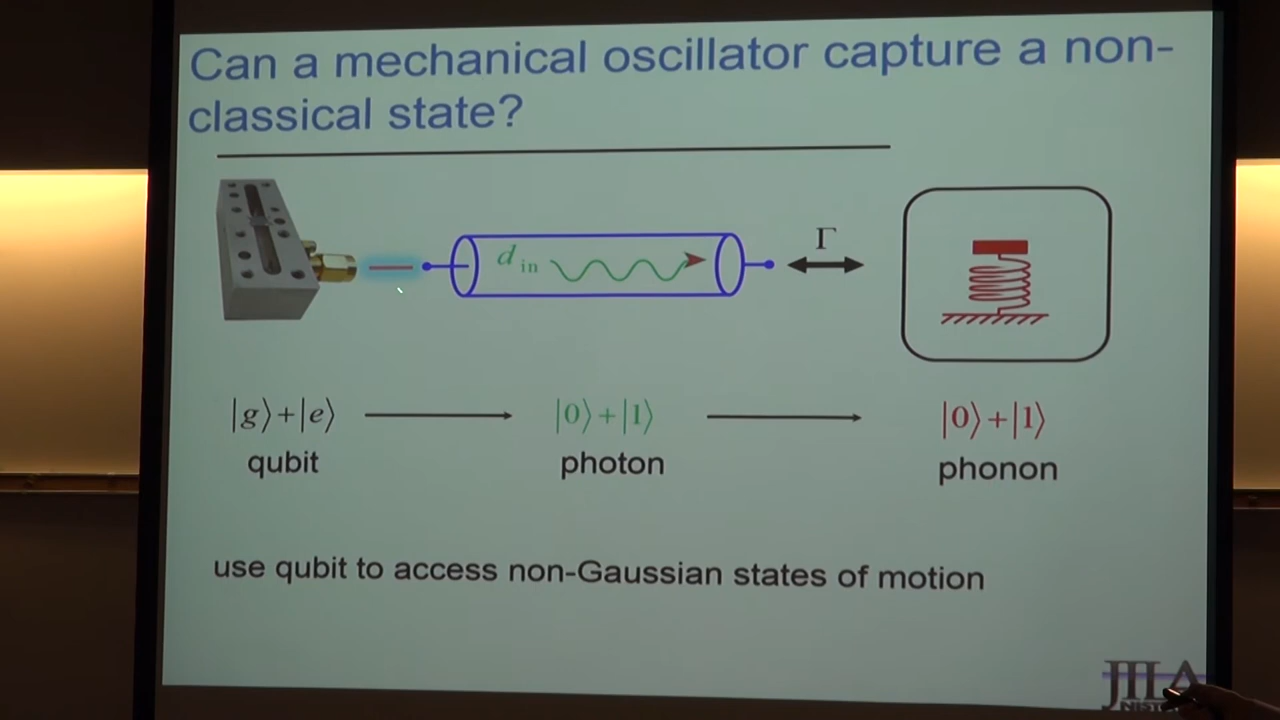 Can a mechanical oscillator capture a non-
classical state?
d in
Γ
|g⟩+|e⟩
|0⟩+|1⟩
|0⟩+|1⟩
qubit
photon
phonon
use qubit to access non-Gaussian states of motion
JILA
NIST